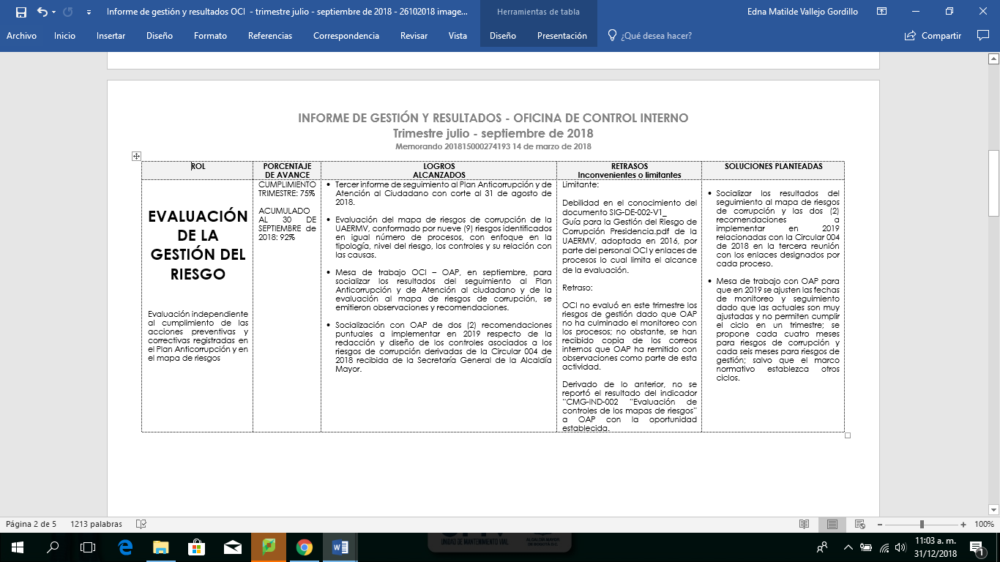 Informe de gestión y resultados OCI - trimestre julio - septiembre de 2018 - 26102018 image...
Herramientas de tabla
Edna Matilde Vallejo Gordillo
Archivo Inicio Insertar Diseño Formato Referencias Correspondencia Revisar Vista Diseño Presentación ¿Qué desea hacer? Compartir
INFORME DE GESTIÓN Y RESULTADOS - OFICINA DE CONTROL INTERNO
Trimestre julio - septiembre de 2018
Memorando 201815000274193 14 de marzo de 2018
ROL
PORCENTAJE
DE AVANCE
LOGROS
ALCANZADOS
RETRASOS
Inconvenientes o limitantes
SOLUCIONES PLANTEADAS
EVALUACIÓN
DE LA
GESTIÓN DEL
RIESGO
Evaluación independiente
al cumplimiento de las
acciones preventivas y
correctivas registradas en
el Plan Anticorrupción y en
el mapa de riesgos
CUMPLIMIENTO
TRIMESTRE: 75%
ACUMULADO
AL 30 DE
SEPTIEMBRE de
2018: 92%
• Tercer informe de seguimiento al Plan Anticorrupción y de
Atención al Ciudadano con corte al 31 de agosto de
2018.
• Evaluación del mapa de riesgos de corrupción de la
UAERMV, conformado por nueve (9) riesgos identificados
en igual número de procesos, con enfoque en la
tipología, nivel del riesgo, los controles y su relación con
las causas.
• Mesa de trabajo OCI – OAP, en septiembre, para
socializar los resultados del seguimiento al Plan
Anticorrupción y de Atención al ciudadano y de la
evaluación al mapa de riesgos de corrupción, se
emitieron observaciones y recomendaciones.
• Socialización con OAP de dos (2) recomendaciones
puntuales a implementar en 2019 respecto de la
redacción y diseño de los controles asociados a los
riesgos de corrupción derivadas de la Circular 004 de
2018 recibida de la Secretaría General de la Alcaldía
Mayor.
Limitante:
Debilidad en el conocimiento del
documento SIG-DE-002-V1_
Guía para la Gestión del Riesgo de
Corrupción Presidencia.pdf de la
UAERMV, adoptada en 2016, por
parte del personal OCI y enlaces de
procesos lo cual limita el alcance
de la evaluación.
Retraso:
OCI no evaluó en este trimestre los
riesgos de gestión dado que OAP
no ha culminado el monitoreo con
los procesos; no obstante, se han
recibido copia de los correos
internos que OAP ha remitido con
observaciones como parte de esta
actividad.
Derivado de lo anterior, no se
reportó el resultado del indicador
"CMG-IND-002 "Evaluación de
controles de los mapas de riesgos"
a OAP con la oportunidad
establecida.
• Socializar los resultados del
seguimiento al mapa de riesgos
de corrupción y las dos (2)
recomendaciones a
implementar en 2019
relacionadas con la Circular 004
de 2018 en la tercera reunión
con los enlaces designados por
cada proceso.
• Mesa de trabajo con OAP para
que en 2019 se ajusten las fechas
de monitoreo y seguimiento
dado que las actuales son muy
ajustadas y no permiten cumplir
el ciclo en un trimestre; se
propone cada cuatro meses
para riesgos de corrupción y
cada seis meses para riesgos de
gestión; salvo que el marco
normativo establezca otros
ciclos.
Página 2 de 5 1213 palabras
100%
UNIDAD DE MANTENIMIENTO VIAL
11:03 a. m.
31/12/2018
1